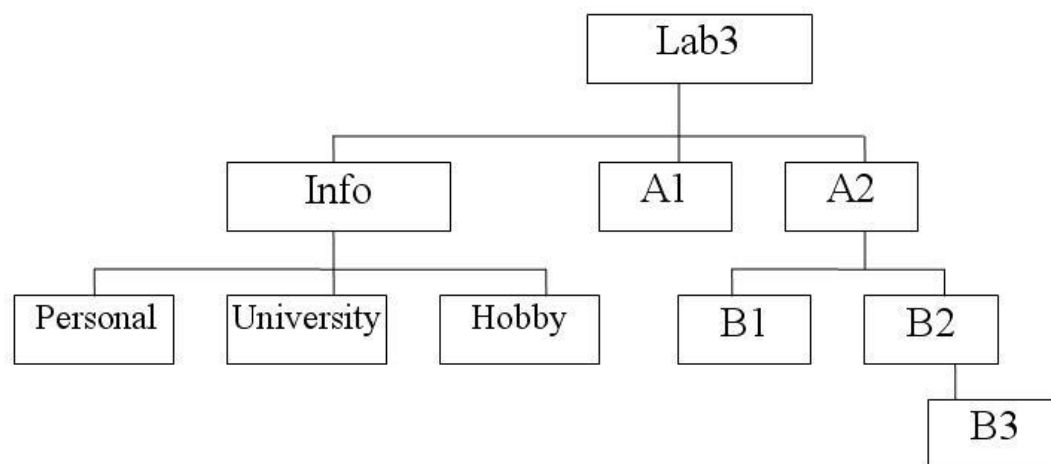 Lab3
Info
A1
A2
Personal
University
Hobby
B1
B2
B3